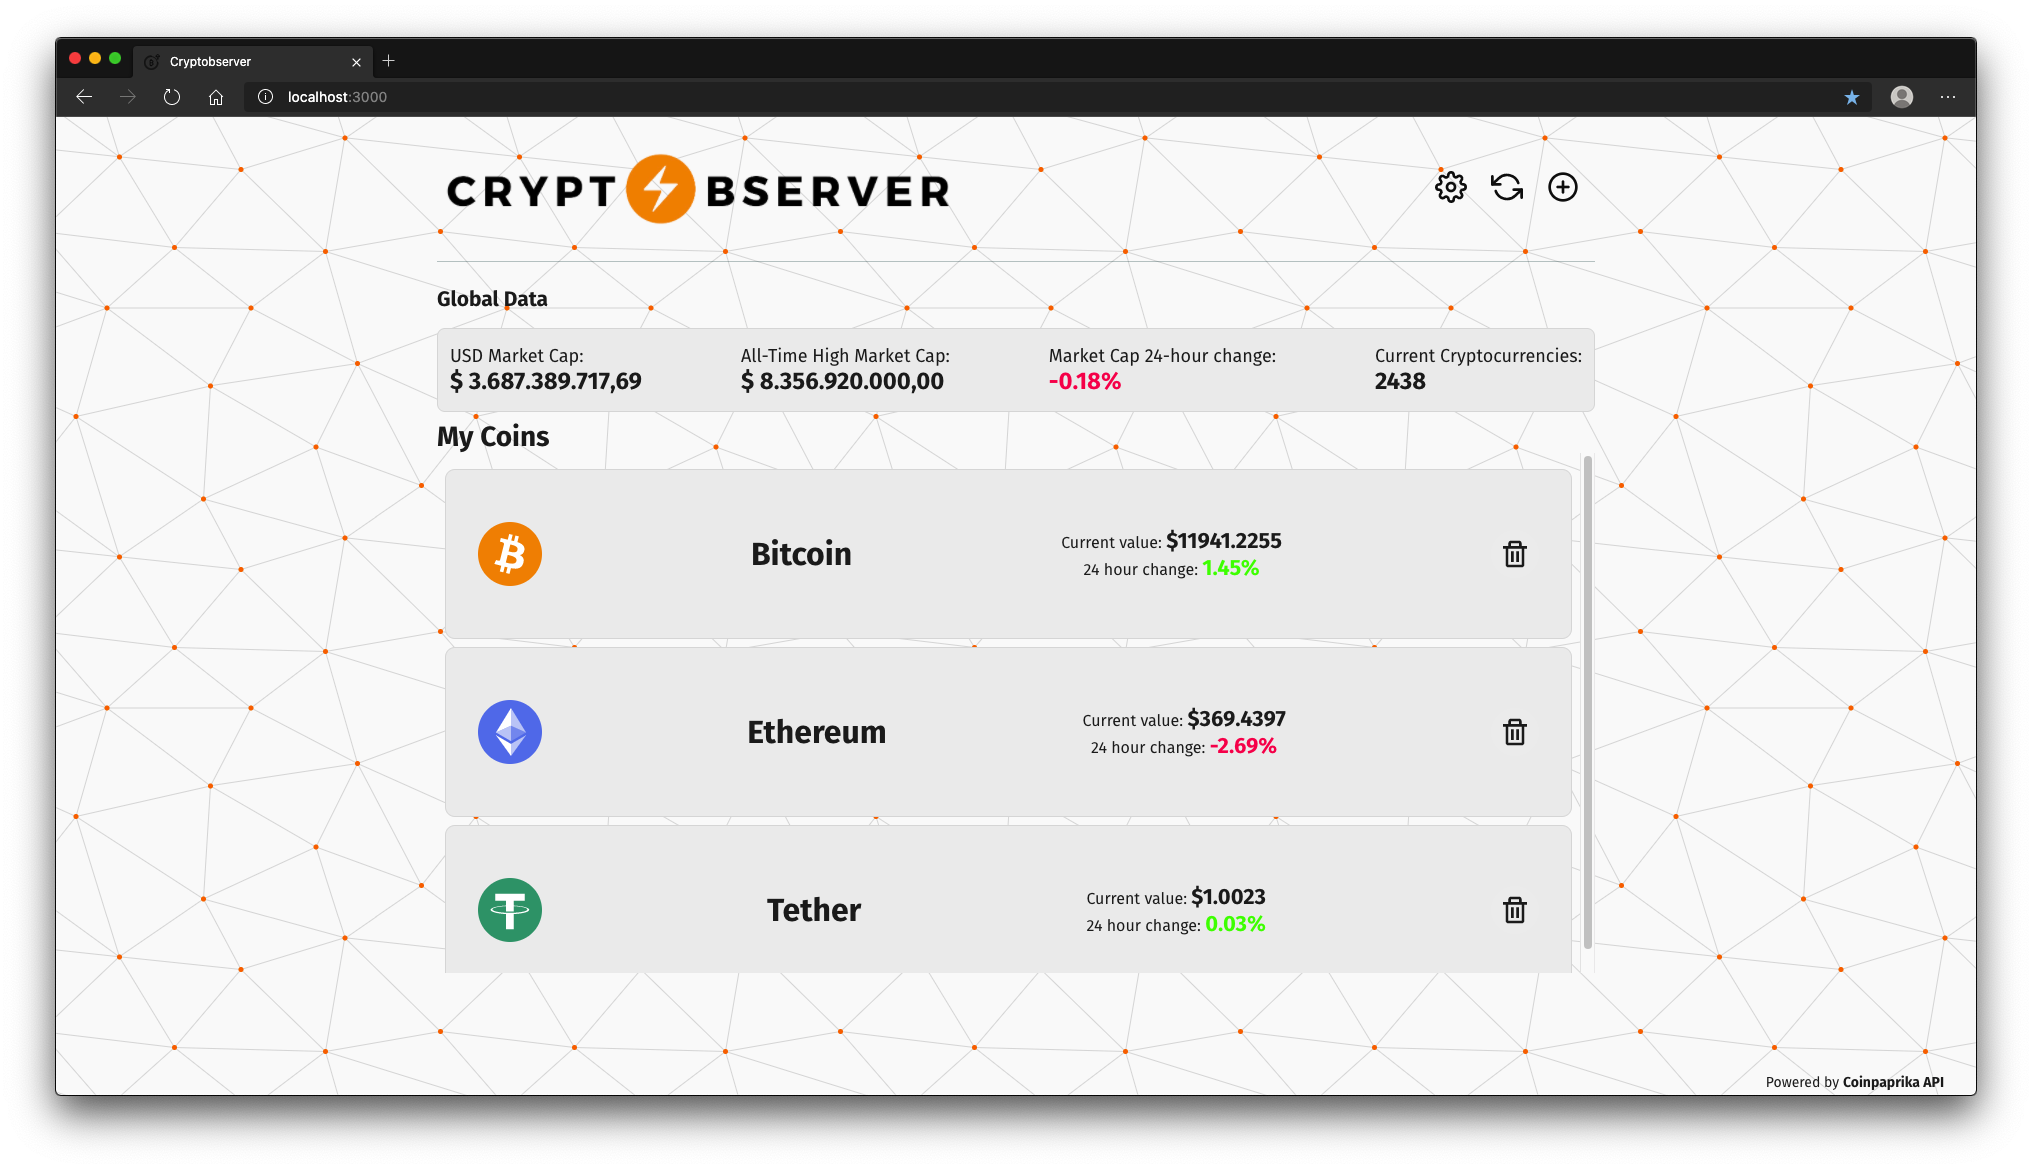 Cryptobserver
localhost:3000
CRYPT BSERVER
Global Data
USD Market Cap:
$ 3.687.389.717,69
All-Time High Market Cap:
$ 8.356.920.000,00
Market Cap 24-hour change:
-0.18%
Current Cryptocurrencies:
2438
My Coins
Bitcoin
Current value: $11941.2255
24 hour change: 1.45%
Ethereum
Current value: $369.4397
24 hour change: -2.69%
Tether
Current value: $1.0023
24 hour change: 0.03%
Powered by Coinpaprika API